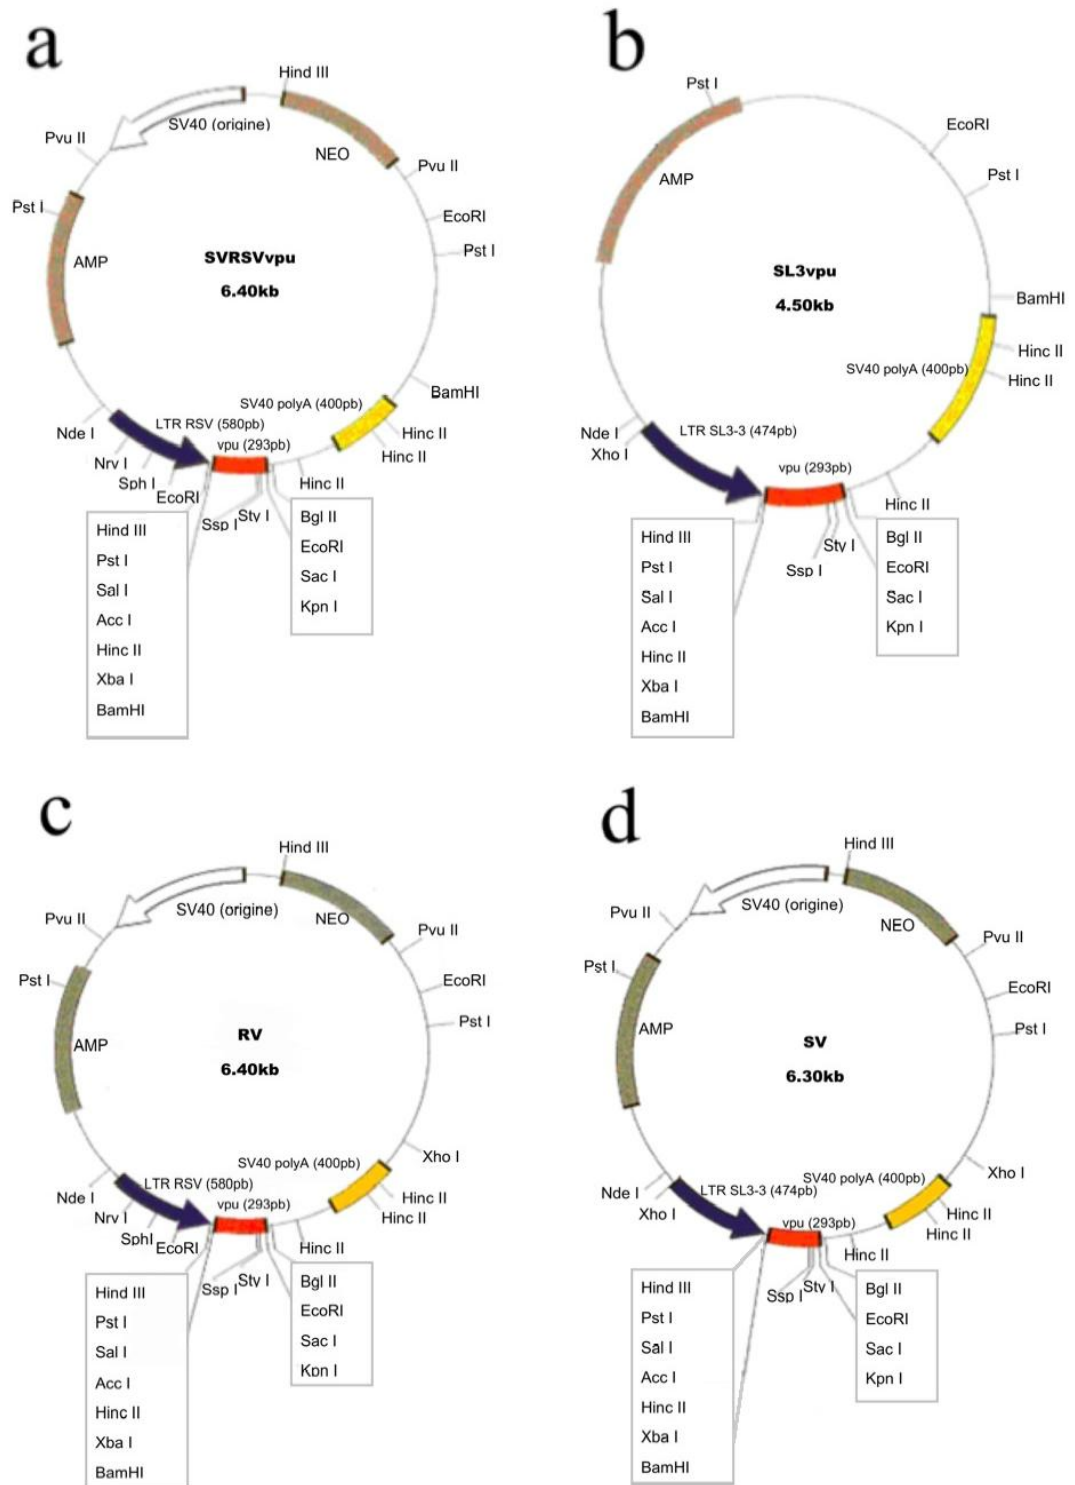 a
Hind III
SV40 (origine)
NEO
Pvu II
Pvu II
Pst I
EcoRI
Pst I
AMP
SVRSVvpu
6.40kb
BamHI
SV40 polyA (400pb)
LTR RSV (580pb)
vpu (293pb)
Nde I
Nrv I
Sph I
EcoRI
Hinc II
Hinc II
Hinc II
Ssp I
Stv I
Hind III
Pst I
Sal I
Acc I
Hinc II
Xba I
BamHI
Bgl II
EcoRI
Sac I
Kpn I
b
Pst I
EcoRI
AMP
Pst I
SL3vpu
4.50kb
BamHI
Hinc II
SV40 polyA (400pb)
Hinc II
Nde I
Xho I
LTR SL3-3 (474pb)
vpu (293pb)
Hinc II
Stv I
Ssp I
Hind III
Pst I
Sal I
Acc I
Hinc II
Xba I
BamHI
Bgl II
EcoRI
Sac I
Kpn I
c
Hind III
SV40 (origine)
NEO
Pvu II
Pvu II
Pst I
EcoRI
Pst I
AMP
RV
6.40kb
Xho I
SV40 polyA (400pb)
LTR RSV (580pb)
vpu (293pb)
Nde I
Nrv I
SphI
EcoRI
Hinc II
Hinc II
Hinc II
Ssp I
Stv I
Hind III
Pst I
Sal I
Acc I
Hinc II
Xba I
BamHI
Bgl II
EcoRI
Sac I
Kpn I
d
Hind III
SV40 (origine)
NEO
Pvu II
Pvu II
Pst I
EcoRI
Pst I
AMP
SV
6.30kb
Xho I
SV40 polyA (400pb)
Nde I
LTR SL3-3 (474pb)
Xho I
vpu (293pb)
Hinc II
Hinc II
Hinc II
Ssp I
Stv I
Hind III
Pst I
Sal I
Acc I
Hinc II
Xba I
BamHI
Bgl II
EcoRI
Sac I
Kpn I